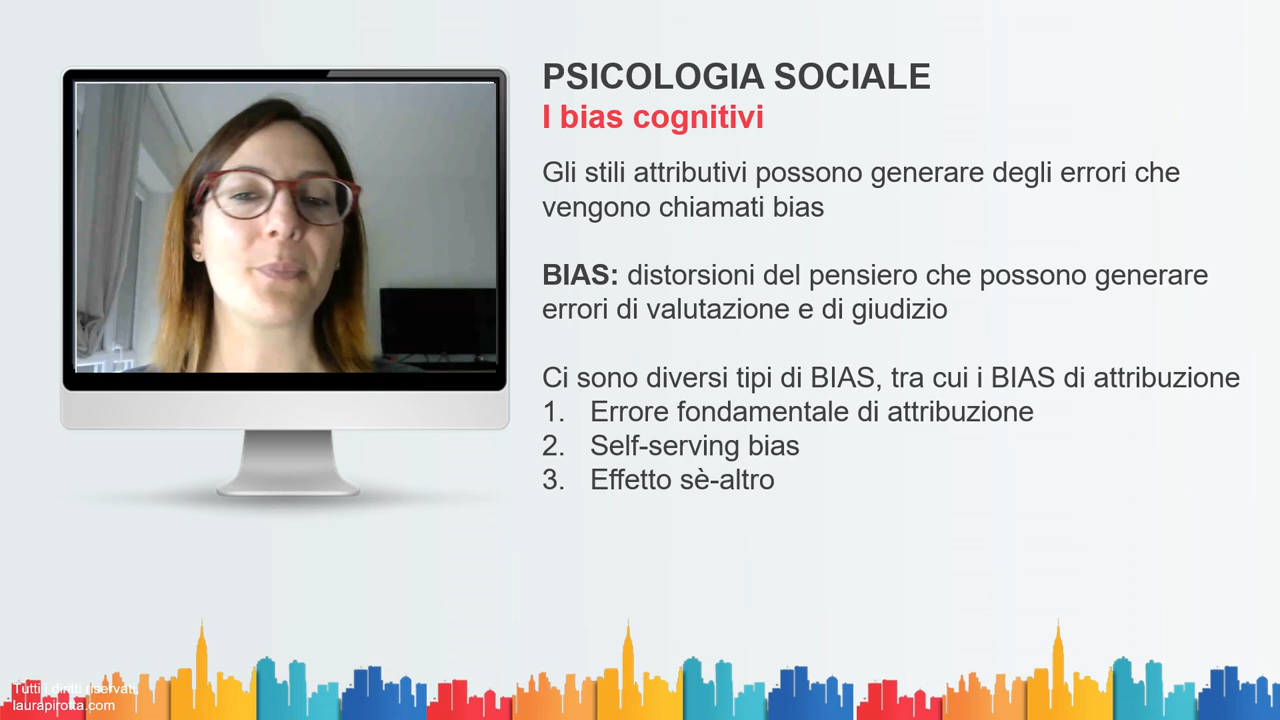 PSICOLOGIA SOCIALE
I bias cognitivi
Gli stili attributivi possono generare degli errori che
vengono chiamati bias
BIAS: distorsioni del pensiero che possono generare
errori di valutazione e di giudizio
Ci sono diversi tipi di BIAS, tra cui i BIAS di attribuzione
1. Errore fondamentale di attribuzione
2. Self-serving bias
3. Effetto sè-altro
Tutti i diritti riservati
laurapirotta.com